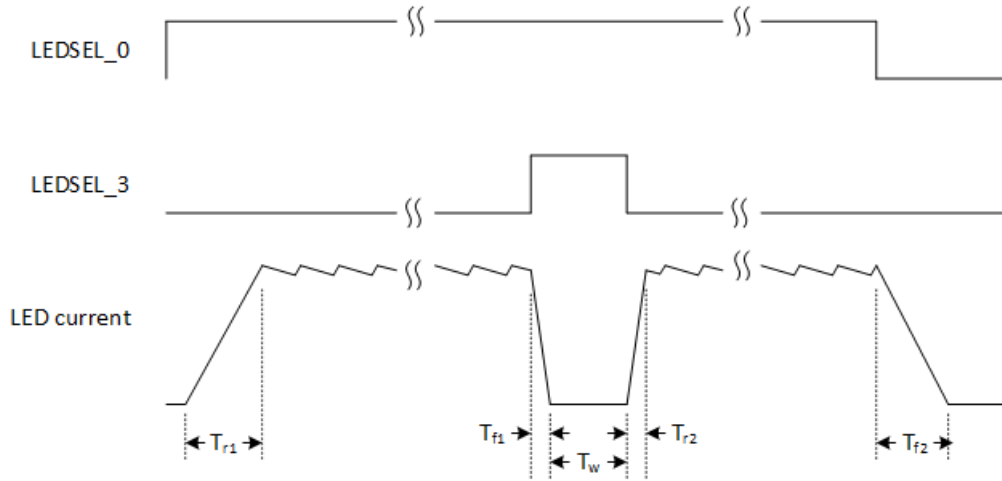 LEDSEL_0
LEDSEL_3
LED current
Tr1
Tf1
Tw
Tr2
Tf2